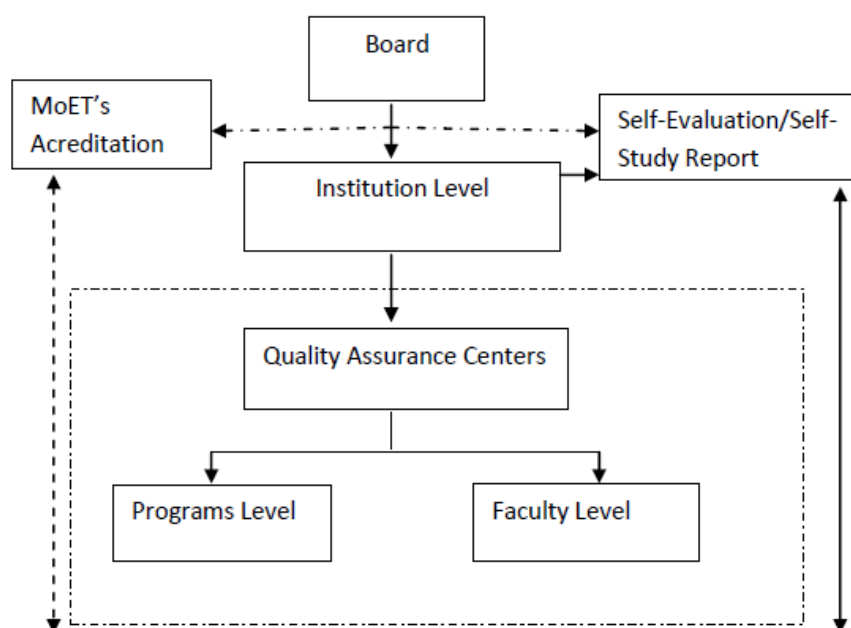 Board
MoET's
Acreditation
Self-Evaluation/Self-
Study Report
Institution Level
Quality Assurance Centers
Programs Level
Faculty Level